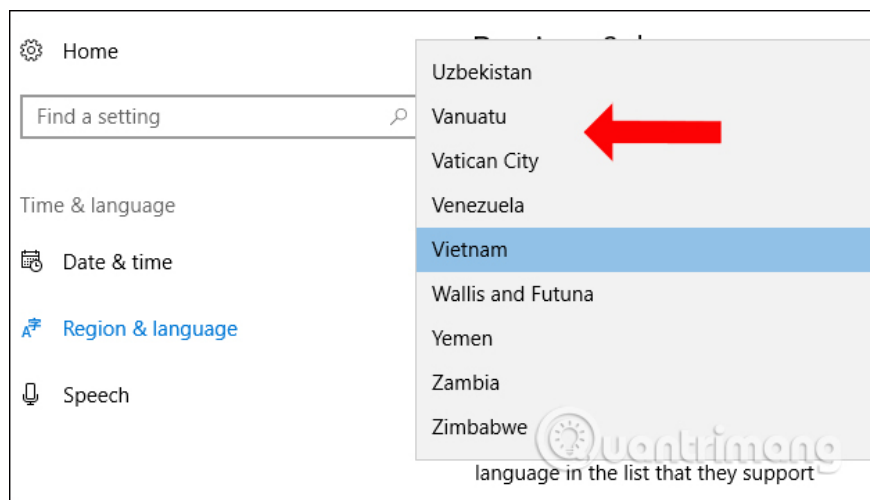 Home
Find a setting
Time & language
Date & time
Region & language
Speech
Uzbekistan
Vanuatu
Vatican City
Venezuela
Vietnam
Wallis and Futuna
Yemen
Zambia
Zimbabwe
Quantrimang
language in the list that they support